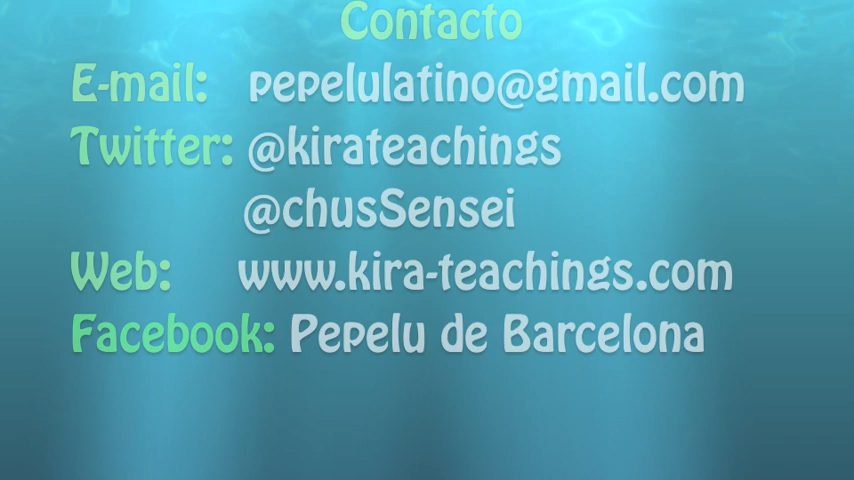 Contacto
E-mail: pepelulatino@gmail.com
Twitter: @kirateachings
@chusSensei
Web: www.kira-teachings.com
Facebook: Pepelu de Barcelona